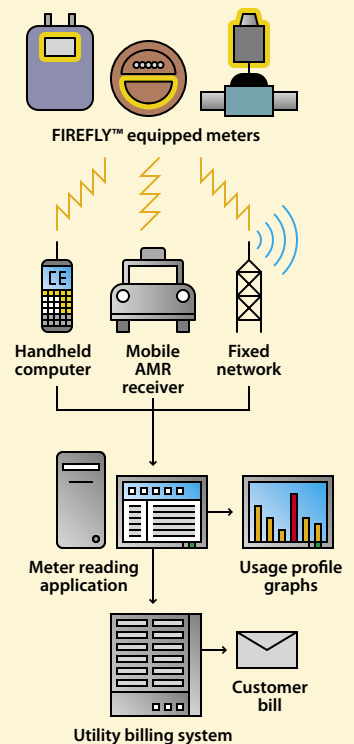 FIREFLY™ equipped meters
CE
Handheld
computer
Mobile
AMR
receiver
Fixed
network
Meter reading
application
Usage profile
graphs
Customer
bill
Utility billing system